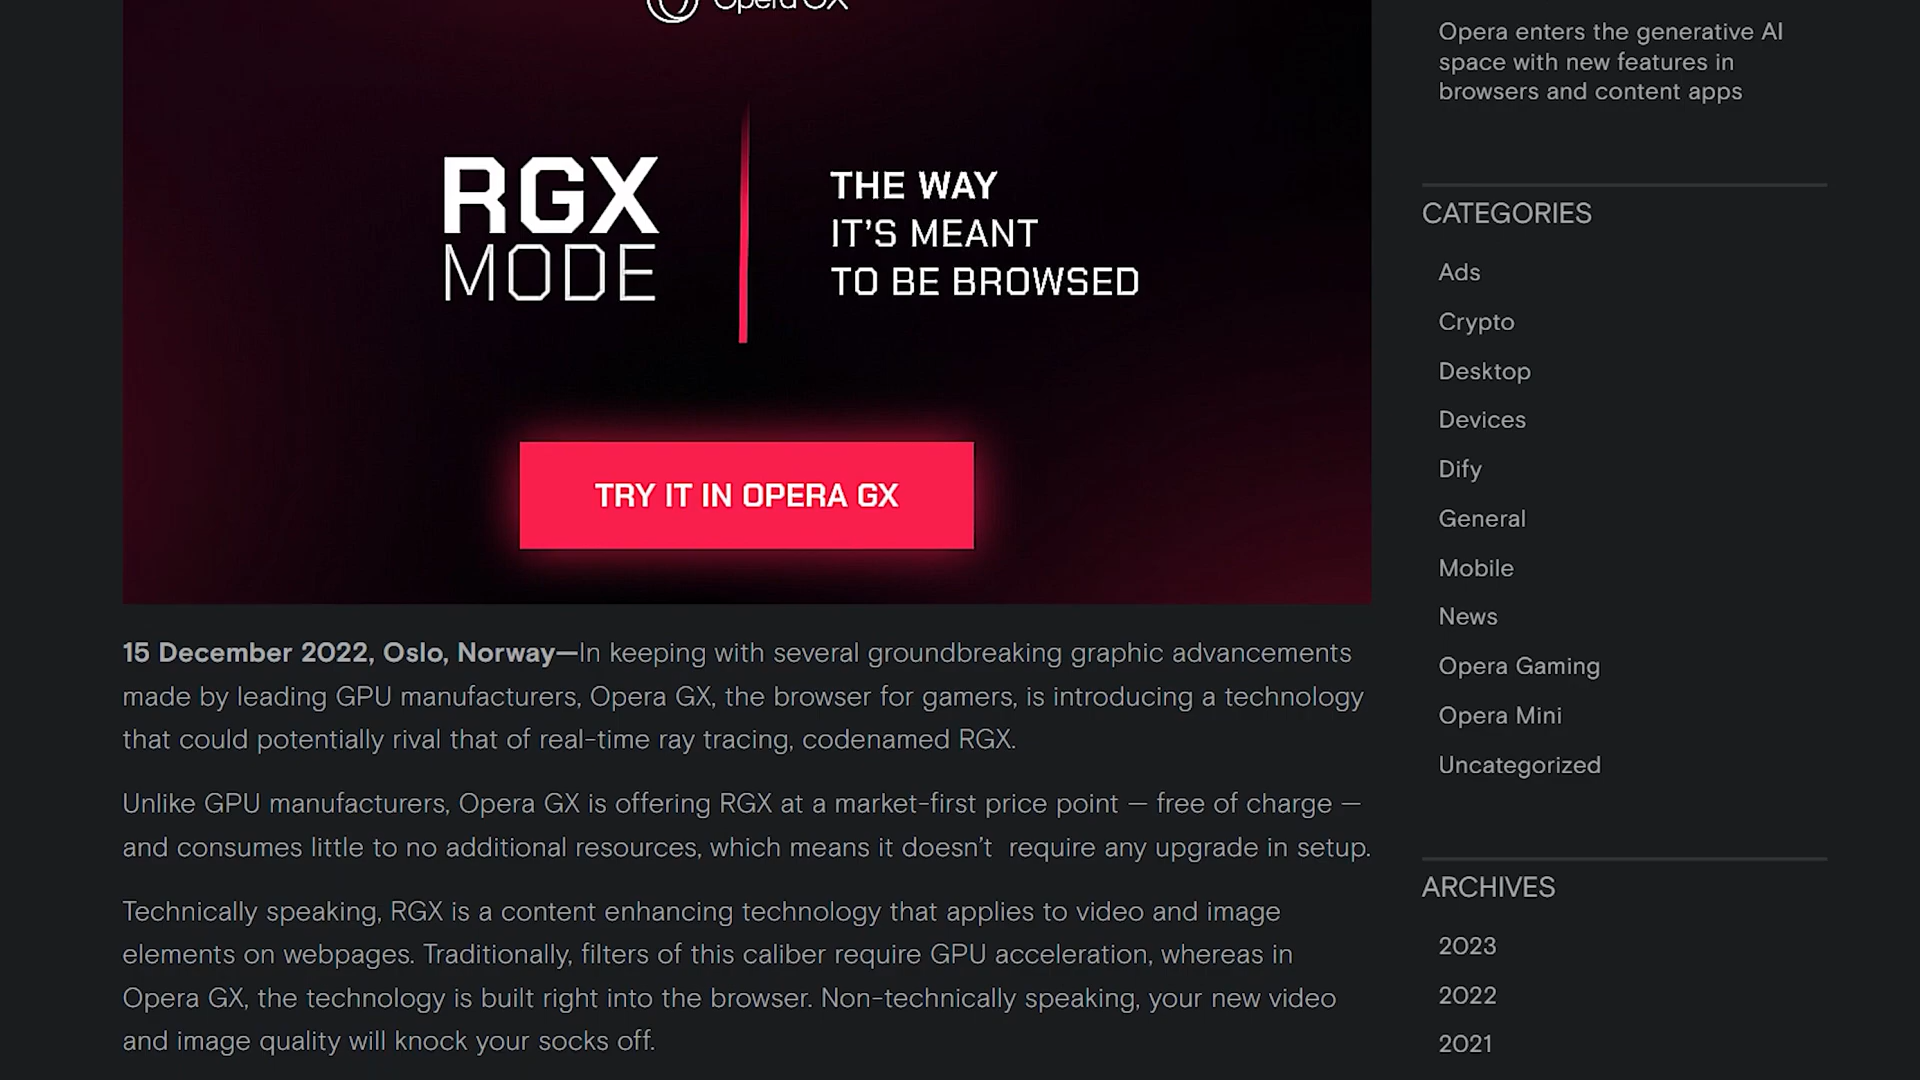 Opera GX
RGX
MODE
THE WAY
IT'S MEANT
TO BE BROWSED
TRY IT IN OPERA GX
15 December 2022, Oslo, Norway—In keeping with several groundbreaking graphic advancements
made by leading GPU manufacturers, Opera GX, the browser for gamers, is introducing a technology
that could potentially rival that of real-time ray tracing, codenamed RGX.
Unlike GPU manufacturers, Opera GX is offering RGX at a market-first price point — free of charge —
and consumes little to no additional resources, which means it doesn't  require any upgrade in setup.
Technically speaking, RGX is a content enhancing technology that applies to video and image
elements on webpages. Traditionally, filters of this caliber require GPU acceleration, whereas in
Opera GX, the technology is built right into the browser. Non-technically speaking, your new video
and image quality will knock your socks off.
Opera enters the generative AI
space with new features in
browsers and content apps
CATEGORIES
Ads
Crypto
Desktop
Devices
Dify
General
Mobile
News
Opera Gaming
Opera Mini
Uncategorized
ARCHIVES
2023
2022
2021